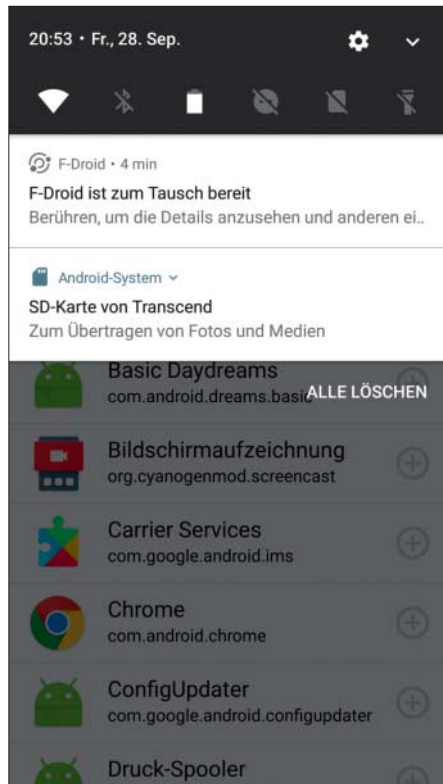 20:53 • Fr., 28. Sep.
F-Droid • 4 min
F-Droid ist zum Tausch bereit
Berühren, um die Details anzusehen und anderen ei..
Android-System
SD-Karte von Transcend
Zum Übertragen von Fotos und Medien
Basic Daydreams
com.android.dreams.basic
ALLE LÖSCHEN
Bildschirmaufzeichnung
org.cyanogenmod.screencast
Carrier Services
com.google.android.ims
Chrome
com.android.chrome
ConfigUpdater
com.google.android.configupdater
Druck-Spooler